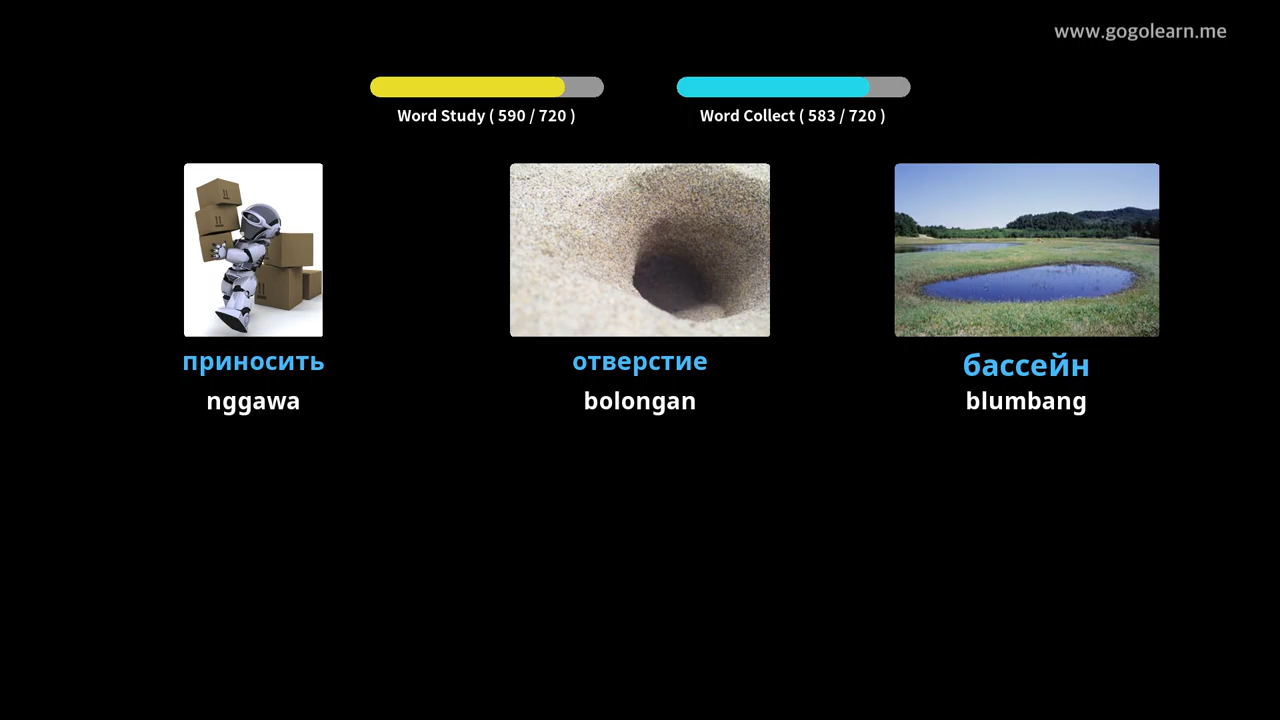 www.gogolearn.me
Word Study ( 590 / 720 )
Word Collect ( 583 / 720 )
приносить
отверстие
бассейн
nggawa
bolongan
blumbang